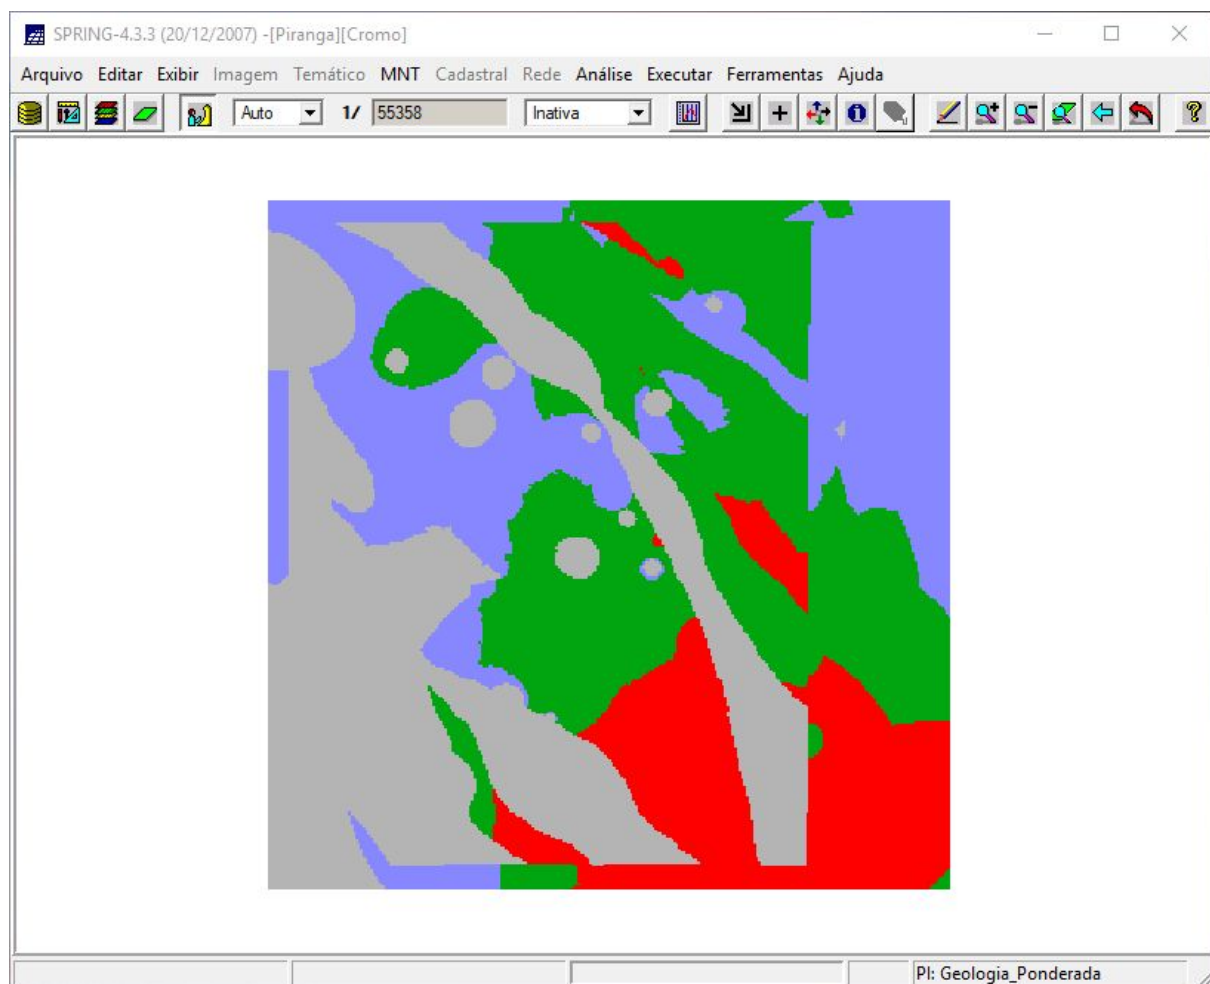 SPRING-4.3.3 (20/12/2007) -[Piranga][Cromo]
Arquivo Editar Exibir Imagem Temático MNT Cadastral Rede Análise Executar Ferramentas Ajuda
Auto 1/ 55358 Inativa
PI: Geologia_Ponderada